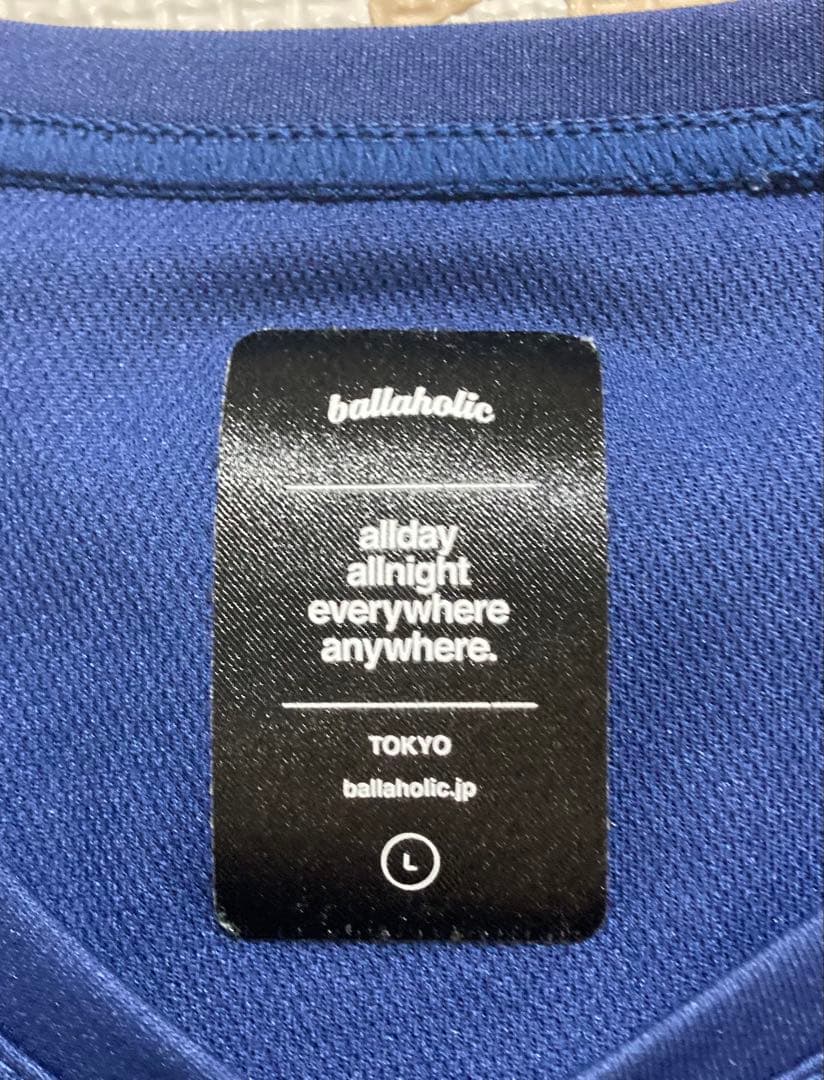 ballaholic
allday
allnight
everywhere
anywhere.
TOKYO
ballaholic.jp
L